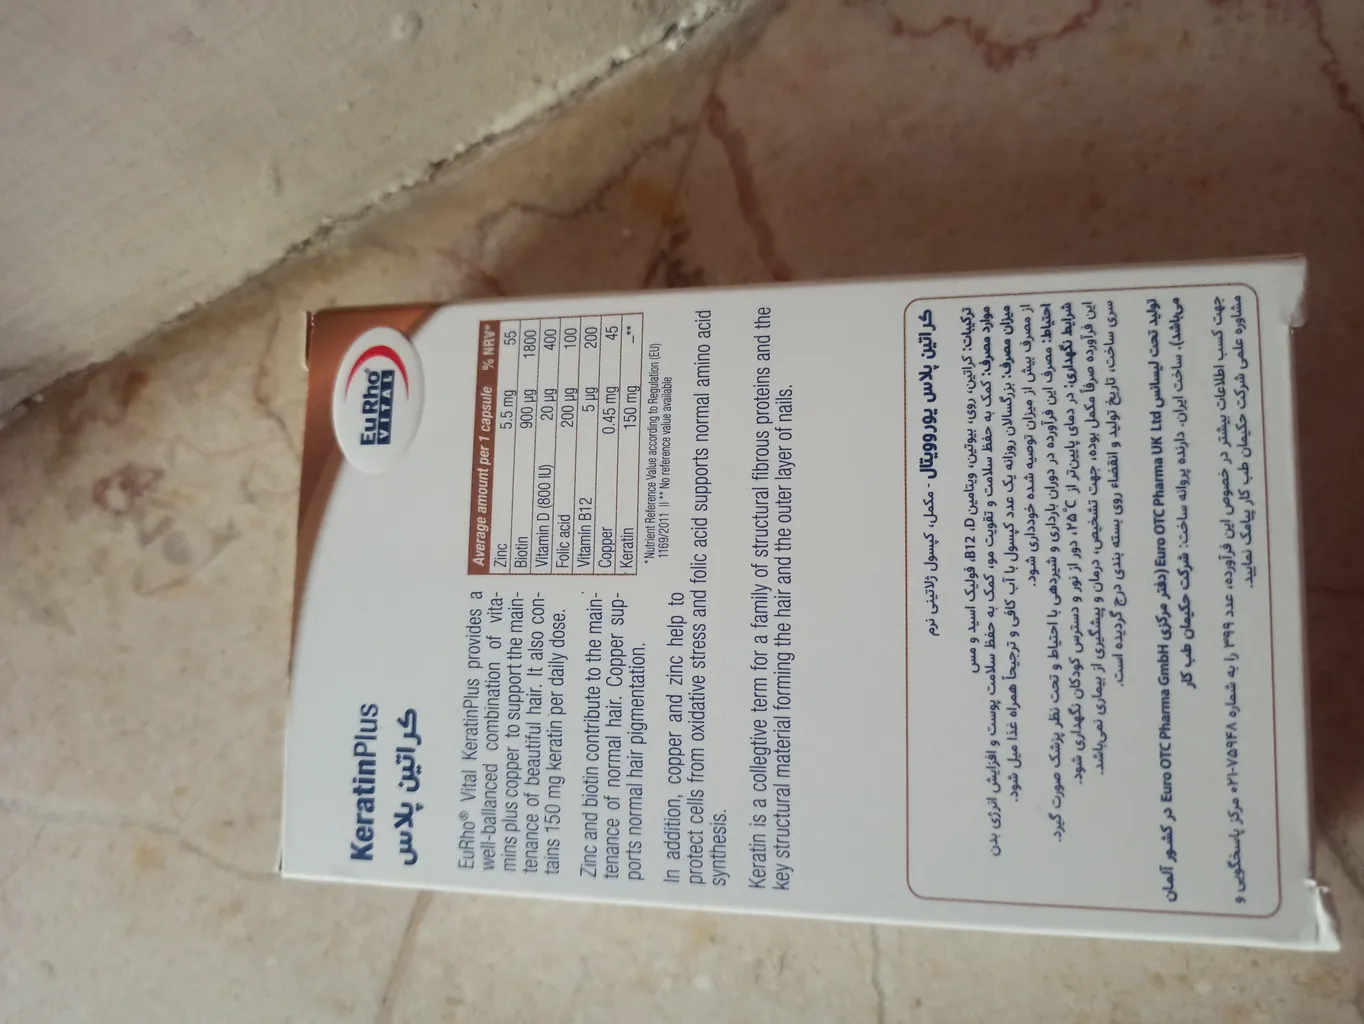 KeratinPlus
کراتین پلاس
EuRho®
VITAL
EuRho® Vital KeratinPlus provides a
well-ballanced combination of vita-
mins plus copper to support the main-
tenance of beautiful hair. It also con-
tains 150 mg keratin per daily dose.
Zinc and biotin contribute to the main-
tenance of normal hair. Copper sup-
ports normal hair pigmentation.
Average amount per 1 capsule % NRV*
Zinc 5.5 mg 55
Biotin 900 µg 1800
Vitamin D (800 IU) 20 µg 400
Folic acid 200 µg 100
Vitamin B12 5 µg 200
Copper 0.45 mg 45
Keratin 150 mg –**
*Nutrient Reference Value according to Regulation (EU)
1169/2011 II ** No reference value available
In addition, copper and zinc help to
protect cells from oxidative stress and folic acid supports normal amino acid
synthesis.
Keratin is a collegtive term for a family of structural fibrous proteins and the
key structural material forming the hair and the outer layer of nails.
کراتین پلاس یوروویتال - مکمل، کپسول ژلاتینی نرم
ترکیبات: کراتین، روی، بیوتین، ویتامین D، B12، فولیک اسید و مس
موارد مصرف: کمک به حفظ سلامت و تقویت مو، کمک به حفظ سلامت پوست و افزایش انرژی بدن
میزان مصرف: بزرگسالان روزانه یک عدد کپسول با آب کافی و ترجیحاً همراه غذا میل شود.
از مصرف بیش از میزان توصیه شده خودداری شود.
احتیاط: مصرف این فرآورده در دوران بارداری و شیردهی با احتیاط و تحت نظر پزشک صورت گیرد.
شرایط نگهداری: در دمای پایین‌تر از ۲۵°C، دور از نور و دسترس کودکان نگهداری شود.
این فرآورده صرفاً مکمل بوده، جهت تشخیص، درمان و پیشگیری از بیماری نمی‌باشد.
سری ساخت، تاریخ تولید و انقضاء روی بسته بندی درج گردیده است.
تولید تحت لیسانس Euro OTC Pharma UK Ltd (دفتر مرکزی Euro OTC Pharma GmbH در کشور آلمان
می‌باشد)، ساخت ایران، دارنده پروانه ساخت: شرکت حکیمان طب کار
جهت کسب اطلاعات بیشتر در خصوص این فرآورده، عدد ۳۹۹ را به شماره ۰۲۱-۷۵۹۴۸ مرکز پاسخگویی و
مشاوره علمی شرکت حکیمان طب کار پیامک نمایید.